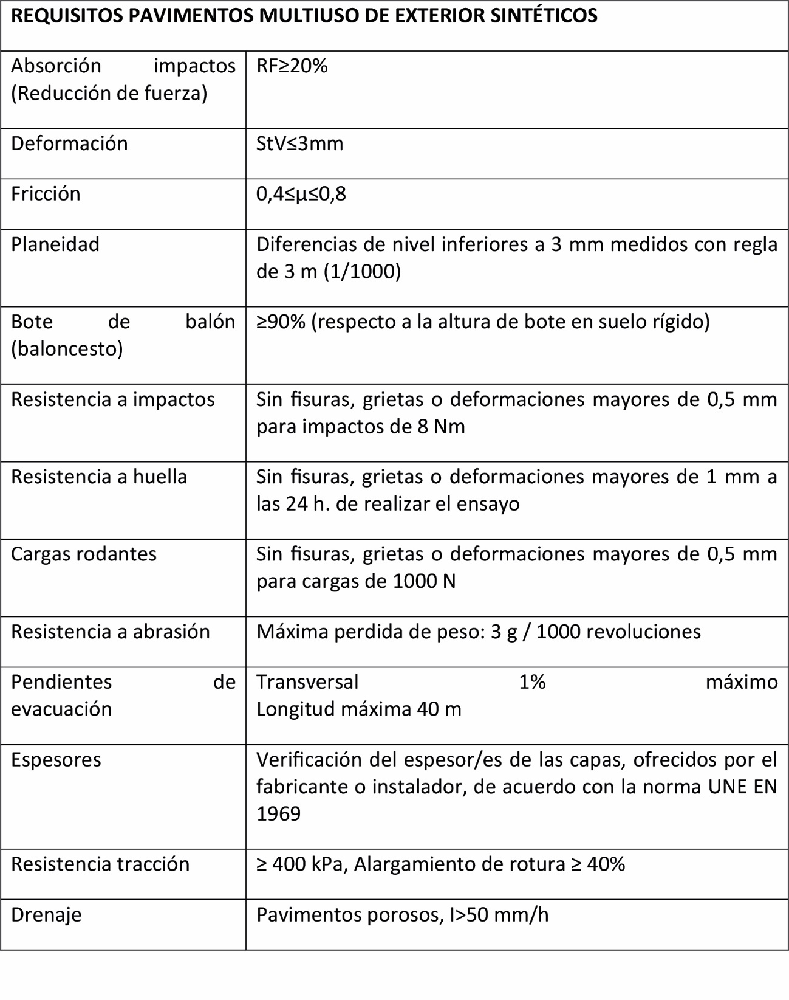 REQUISITOS PAVIMENTOS MULTIUSO DE EXTERIOR SINTÉTICOS
Absorción impactos
(Reducción de fuerza)
RF≥20%
Deformación
StV≤3mm
Fricción
0,4≤µ≤0,8
Planeidad
Diferencias de nivel inferiores a 3 mm medidos con regla
de 3 m (1/1000)
Bote de balón
(baloncesto)
≥90% (respecto a la altura de bote en suelo rígido)
Resistencia a impactos
Sin fisuras, grietas o deformaciones mayores de 0,5 mm
para impactos de 8 Nm
Resistencia a huella
Sin fisuras, grietas o deformaciones mayores de 1 mm a
las 24 h. de realizar el ensayo
Cargas rodantes
Sin fisuras, grietas o deformaciones mayores de 0,5 mm
para cargas de 1000 N
Resistencia a abrasión
Máxima perdida de peso: 3 g / 1000 revoluciones
Pendientes de
evacuación
Transversal 1% máximo
Longitud máxima 40 m
Espesores
Verificación del espesor/es de las capas, ofrecidos por el
fabricante o instalador, de acuerdo con la norma UNE EN
1969
Resistencia tracción
≥ 400 kPa, Alargamiento de rotura ≥ 40%
Drenaje
Pavimentos porosos, I>50 mm/h